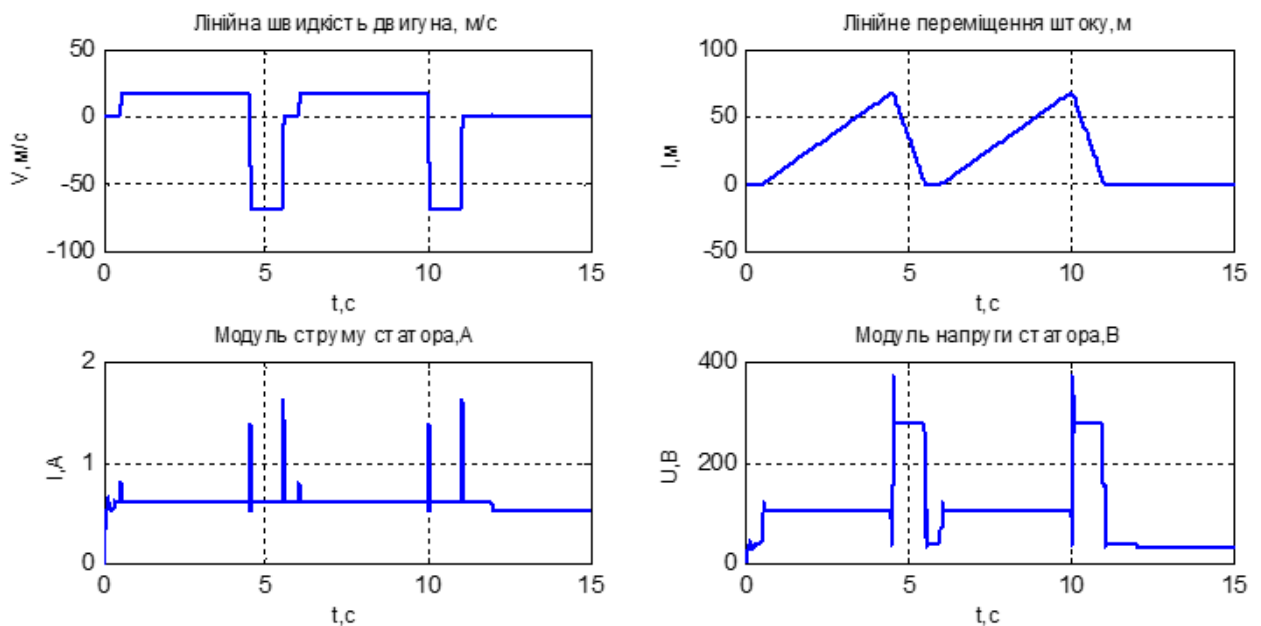 Лінійна швидкість двигуна, м/с
50
0
-50
-100
V,м/с
0 5 10 15
t,c
Лінійне переміщення штоку,м
100
50
0
-50
l,м
0 5 10 15
t,c
Модуль струму статора,А
2
1
0
I,A
0 5 10 15
t,c
Модуль напруги статора,В
400
200
0
U,B
0 5 10 15
t,c